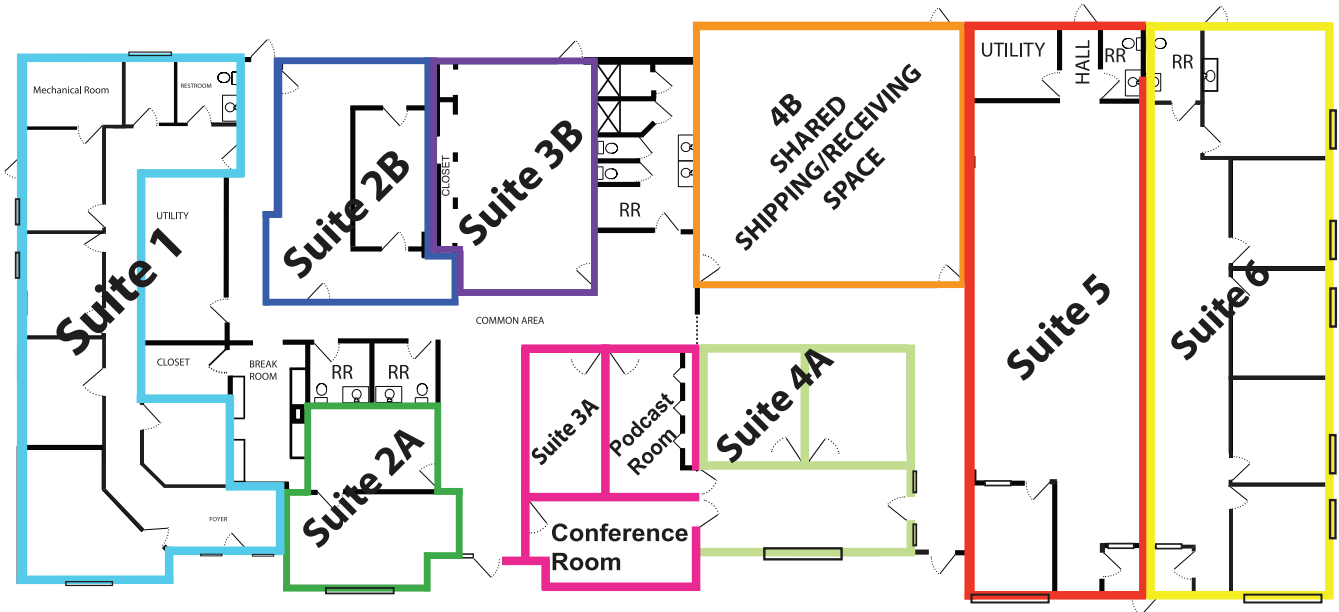 Mechanical Room
RESTROOM
UTILITY
Suite 1
CLOSET
BREAK
ROOM
FOYER
Suite 2B
CLOSET
Suite 3B
RR
4B
SHARED
SHIPPING/RECEIVING
SPACE
UTILITY
HALL
RR
RR
Suite 5
Suite 6
COMMON AREA
RR
RR
Suite 2A
Suite 3A
Podcast
Room
Suite 4A
Conference
Room